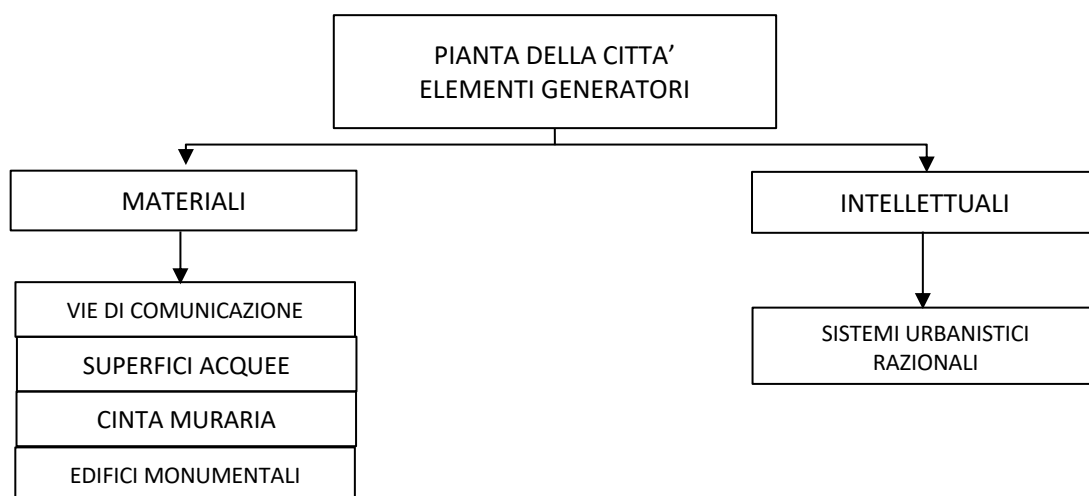 PIANTA DELLA CITTA’
ELEMENTI GENERATORI
MATERIALI
INTELLETTUALI
VIE DI COMUNICAZIONE
SUPERFICI ACQUEE
CINTA MURARIA
EDIFICI MONUMENTALI
SISTEMI URBANISTICI
RAZIONALI